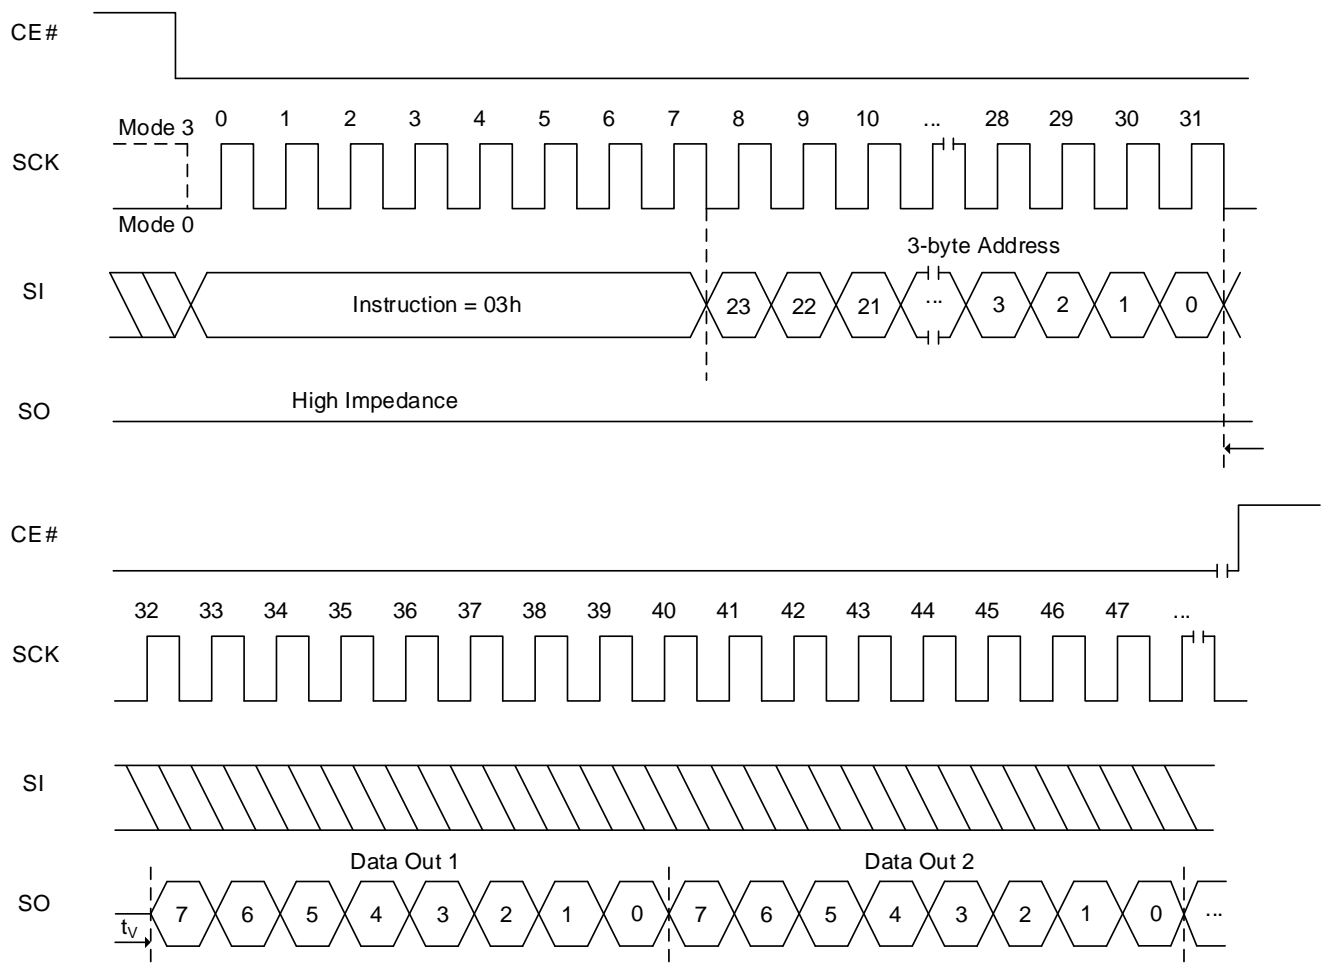 CE#
Mode 3 0 1 2 3 4 5 6 7 8 9 10 ... 28 29 30 31
SCK
Mode 0
3-byte Address
SI Instruction = 03h 23 22 21 ... 3 2 1 0
High Impedance
SO
CE#
32 33 34 35 36 37 38 39 40 41 42 43 44 45 46 47 ...
SCK
SI
Data Out 1 Data Out 2
SO 7 6 5 4 3 2 1 0 7 6 5 4 3 2 1 0 ...
tV